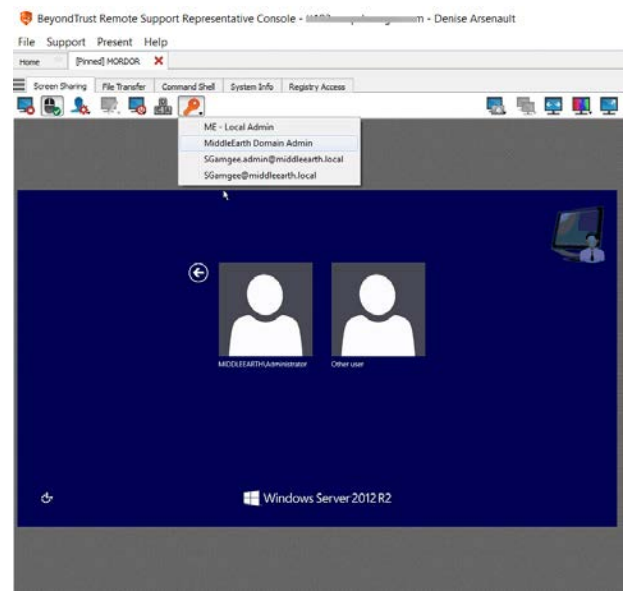 BeyondTrust Remote Support Representative Console - - Denise Arsenault
File Support Present Help
Home [Pinned] MORDOR
Screen Sharing File Transfer Command Shell System Info Registry Access
ME - Local Admin
MiddleEarth Domain Admin
SGamgee.admin@middleearth.local
SGamgee@middleearth.local
MIDDLEEARTH\Administrator Other user
Windows Server 2012 R2